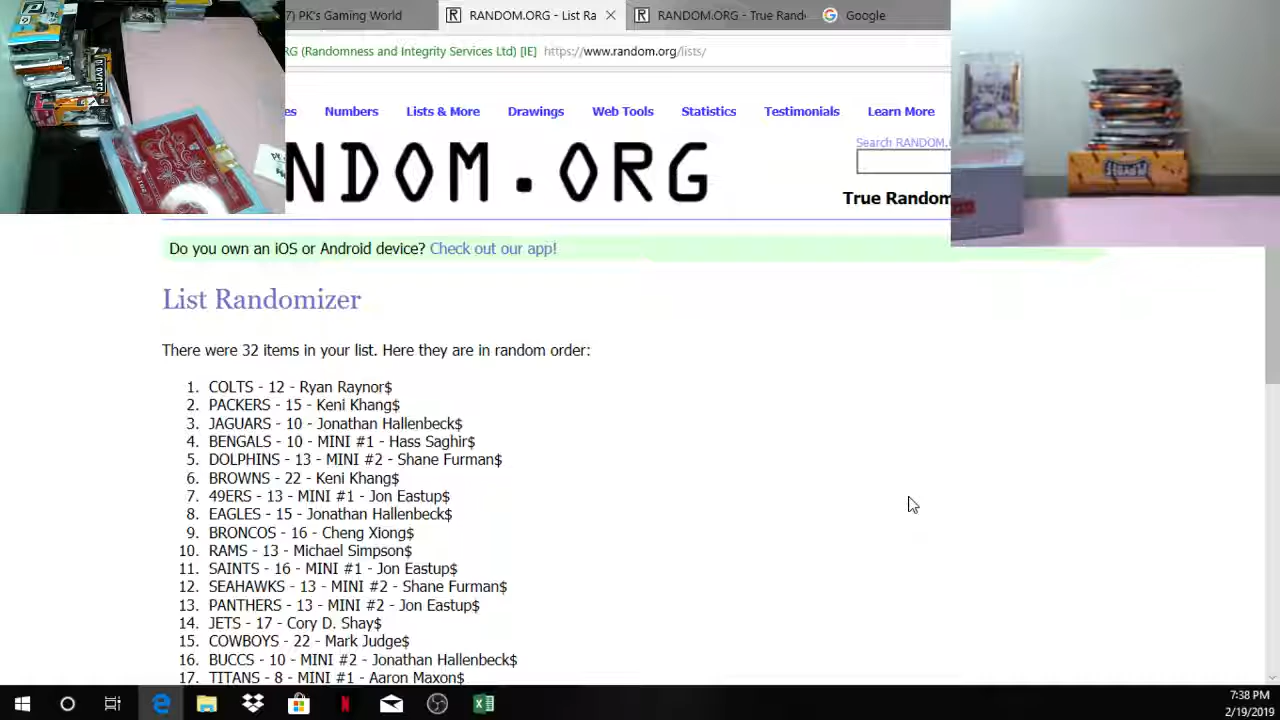 7) PK's Gaming World
RANDOM.ORG - List Ra
RANDOM.ORG - True Rand
Google
RG (Randomness and Integrity Services Ltd) [IE] https://www.random.org/lists/
es Numbers Lists & More Drawings Web Tools Statistics Testimonials Learn More
Search RANDOM.
NDOM.ORG
True Random
Do you own an iOS or Android device? Check out our app!
List Randomizer
There were 32 items in your list. Here they are in random order:
1. COLTS - 12 - Ryan Raynor$
2. PACKERS - 15 - Keni Khang$
3. JAGUARS - 10 - Jonathan Hallenbeck$
4. BENGALS - 10 - MINI #1 - Hass Saghir$
5. DOLPHINS - 13 - MINI #2 - Shane Furman$
6. BROWNS - 22 - Keni Khang$
7. 49ERS - 13 - MINI #1 - Jon Eastup$
8. EAGLES - 15 - Jonathan Hallenbeck$
9. BRONCOS - 16 - Cheng Xiong$
10. RAMS - 13 - Michael Simpson$
11. SAINTS - 16 - MINI #1 - Jon Eastup$
12. SEAHAWKS - 13 - MINI #2 - Shane Furman$
13. PANTHERS - 13 - MINI #2 - Jon Eastup$
14. JETS - 17 - Cory D. Shay$
15. COWBOYS - 22 - Mark Judge$
16. BUCCS - 10 - MINI #2 - Jonathan Hallenbeck$
17. TITANS - 8 - MINI #1 - Aaron Maxon$
7:38 PM
2/19/2019